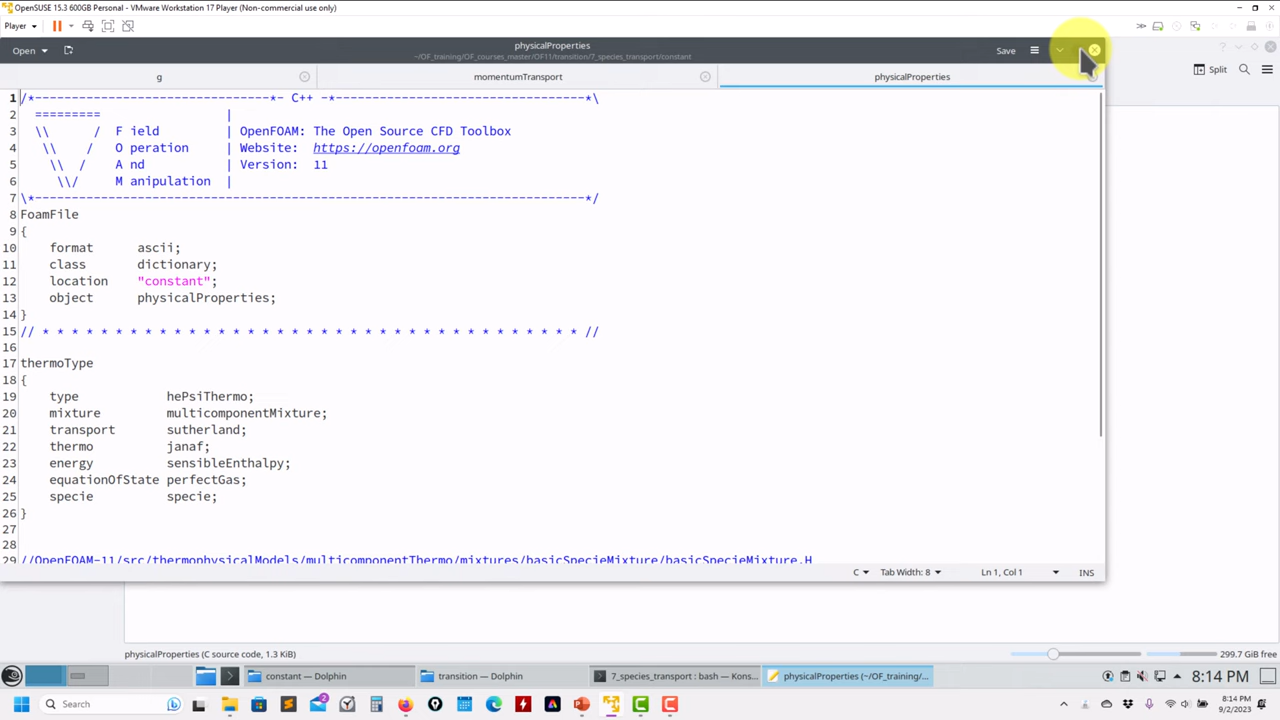 OpenSUSE 15.3 600GB Personal - VMware Workstation 17 Player (Non-commercial use only)
Player
Open
physicalProperties
~/OF_training/OF_courses_master/OF11/transition/7_species_transport/constant
Save
Split
g
momentumTransport
physicalProperties
1 /*--------------------------------*- C++ -*----------------------------------*\
2   =========                 |
3   \\      /  F ield         | OpenFOAM: The Open Source CFD Toolbox
4    \\    /   O peration     | Website:  https://openfoam.org
5     \\  /    A nd           | Version:  11
6      \\/     M anipulation  |
7 \*---------------------------------------------------------------------------*/
8 FoamFile
9 {
10     format      ascii;
11     class       dictionary;
12     location    "constant";
13     object      physicalProperties;
14 }
15 // * * * * * * * * * * * * * * * * * * * * * * * * * * * * * * * * * * * * * //
16
17 thermoType
18 {
19     type            hePsiThermo;
20     mixture         multicomponentMixture;
21     transport       sutherland;
22     thermo          janaf;
23     energy          sensibleEnthalpy;
24     equationOfState perfectGas;
25     specie          specie;
26 }
27
28
29 //OpenFOAM-11/src/thermophysicalModels/multicomponentThermo/mixtures/basicSpecieMixture/basicSpecieMixture.H
C
Tab Width: 8
Ln 1, Col 1
INS
physicalProperties (C source code, 1.3 KiB)
299.7 GiB free
constant — Dolphin
transition — Dolphin
7_species_transport : bash — Kons...
physicalProperties (~/OF_training/...
8:14 PM
Search
2
8:14 PM
9/2/2023